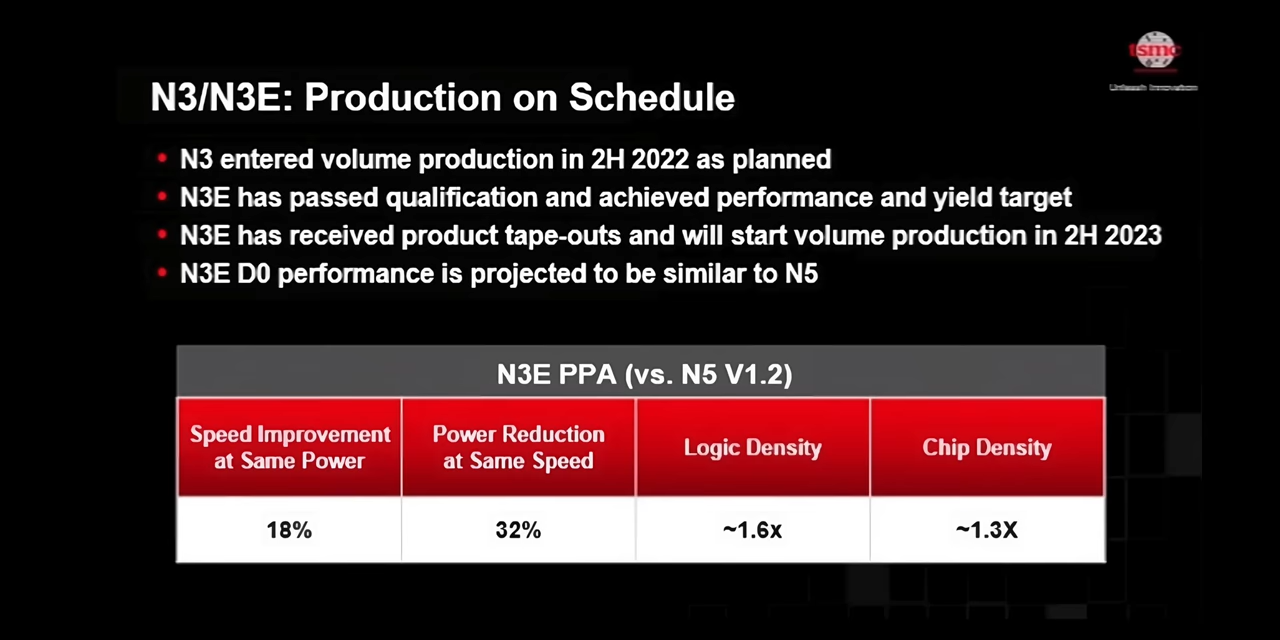 tsmc
N3/N3E: Production on Schedule
• N3 entered volume production in 2H 2022 as planned
• N3E has passed qualification and achieved performance and yield target
• N3E has received product tape-outs and will start volume production in 2H 2023
• N3E D0 performance is projected to be similar to N5
N3E PPA (vs. N5 V1.2)
Speed Improvement
at Same Power
Power Reduction
at Same Speed
Logic Density
Chip Density
18%
32%
~1.6x
~1.3X